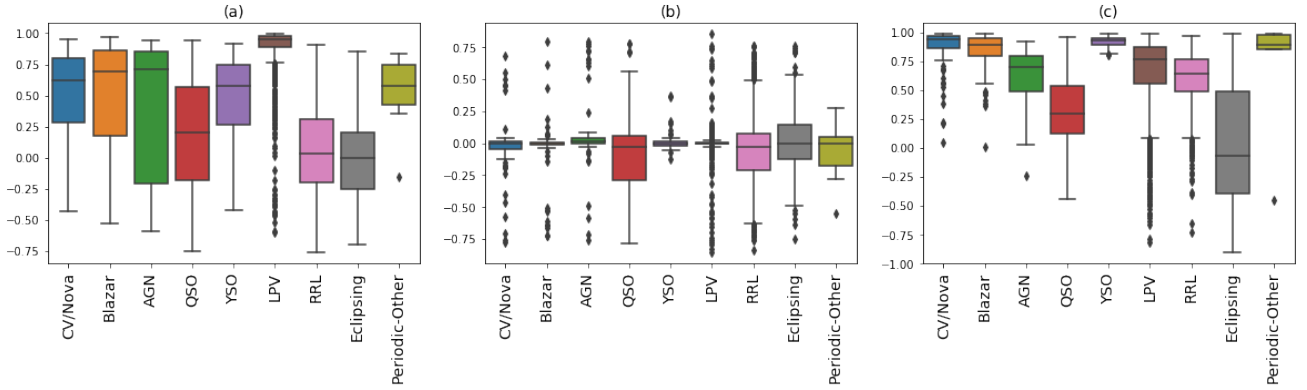 (a)
1.00
0.75
0.50
0.25
0.00
−0.25
−0.50
−0.75
CV/Nova
Blazar
AGN
QSO
YSO
LPV
RRL
Eclipsing
Periodic-Other
(b)
0.75
0.50
0.25
0.00
−0.25
−0.50
−0.75
CV/Nova
Blazar
AGN
QSO
YSO
LPV
RRL
Eclipsing
Periodic-Other
(c)
1.00
0.75
0.50
0.25
0.00
−0.25
−0.50
−0.75
−1.00
CV/Nova
Blazar
AGN
QSO
YSO
LPV
RRL
Eclipsing
Periodic-Other